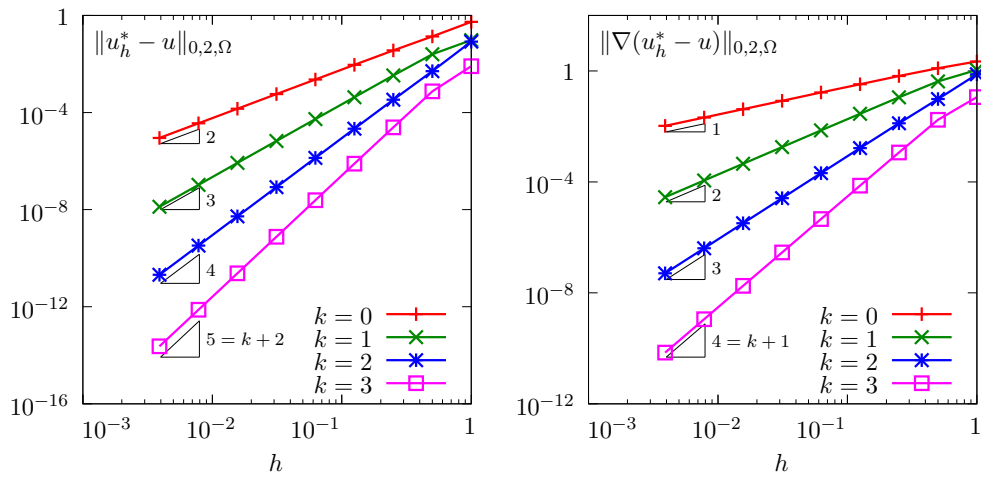 ‖u*ₕ − u‖₀,₂,Ω
1
10⁻⁴
10⁻⁸
10⁻¹²
10⁻¹⁶
2
3
4
5 = k + 2
k = 0
k = 1
k = 2
k = 3
10⁻³ 10⁻² 10⁻¹ 1
h
‖∇(u*ₕ − u)‖₀,₂,Ω
1
10⁻⁴
10⁻⁸
10⁻¹²
1
2
3
4 = k + 1
k = 0
k = 1
k = 2
k = 3
10⁻³ 10⁻² 10⁻¹ 1
h